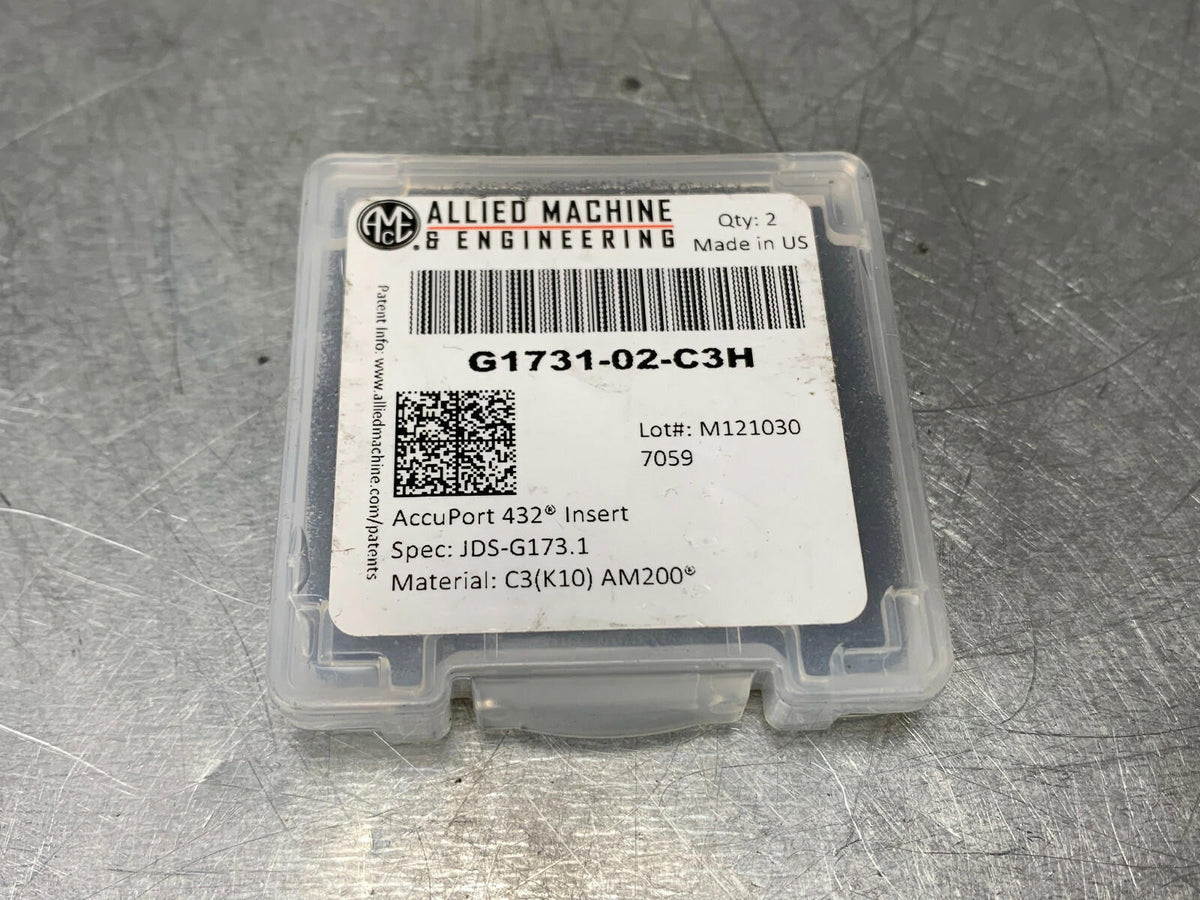 AMEC
ALLIED MACHINE
& ENGINEERING
Qty: 2
Made in US
Patent Info: www.alliedmachine.com/patents
G1731-02-C3H
Lot#: M121030
7059
AccuPort 432® Insert
Spec: JDS-G173.1
Material: C3(K10) AM200®